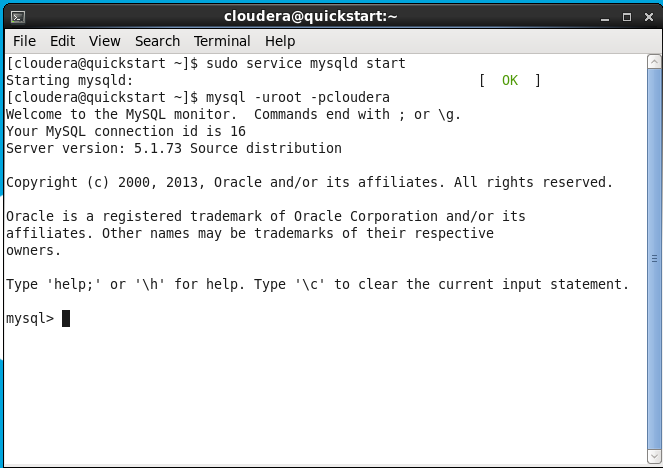 cloudera@quickstart:~
File Edit View Search Terminal Help
[cloudera@quickstart ~]$ sudo service mysqld start
Starting mysqld: [ OK ]
[cloudera@quickstart ~]$ mysql -uroot -pcloudera
Welcome to the MySQL monitor.  Commands end with ; or \g.
Your MySQL connection id is 16
Server version: 5.1.73 Source distribution
Copyright (c) 2000, 2013, Oracle and/or its affiliates. All rights reserved.
Oracle is a registered trademark of Oracle Corporation and/or its
affiliates. Other names may be trademarks of their respective
owners.
Type 'help;' or '\h' for help. Type '\c' to clear the current input statement.
mysql>